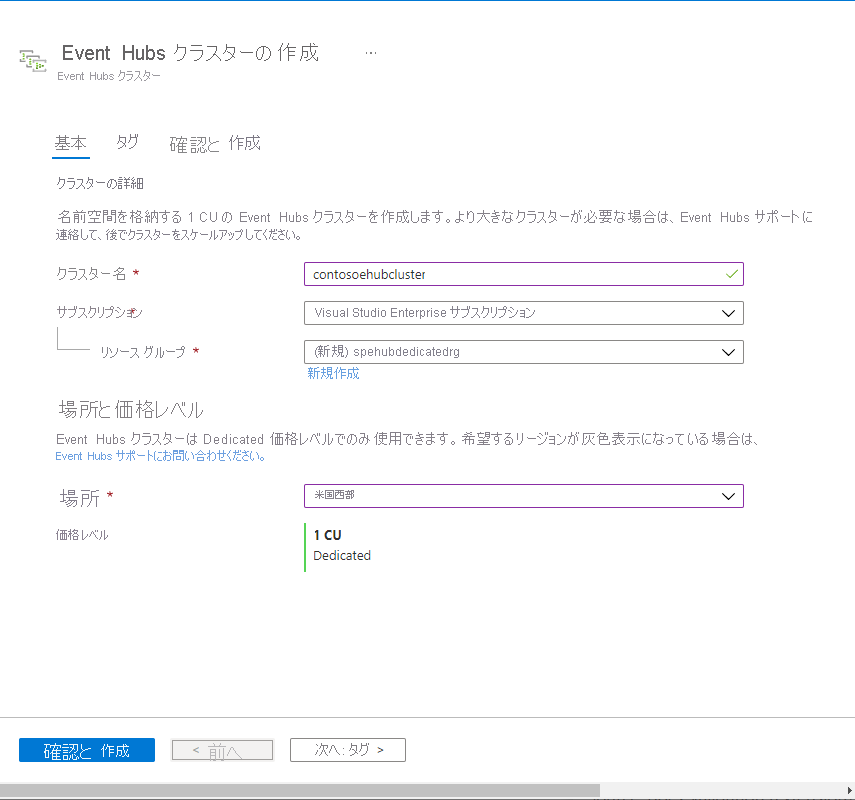 Event Hubs クラスターの作成 …
Event Hubs クラスター
基本 タグ 確認と 作成
クラスターの詳細
名前空間を格納する 1 CU の Event Hubs クラスターを作成します。より大きなクラスターが必要な場合は、Event Hubs サポートに
連絡して、後でクラスターをスケールアップしてください。
クラスター名 * contosoehubcluster
サブスクリプション* Visual Studio Enterprise サブスクリプション
リソース グループ * (新規) spehubdedicatedrg
新規作成
場所と価格レベル
Event Hubs クラスターは Dedicated 価格レベルでのみ使用できます。希望するリージョンが灰色表示になっている場合は、
Event Hubs サポートにお問い合わせください。
場所 * 米国西部
価格レベル 1 CU
Dedicated
確認と 作成 < 前へ 次へ: タグ >